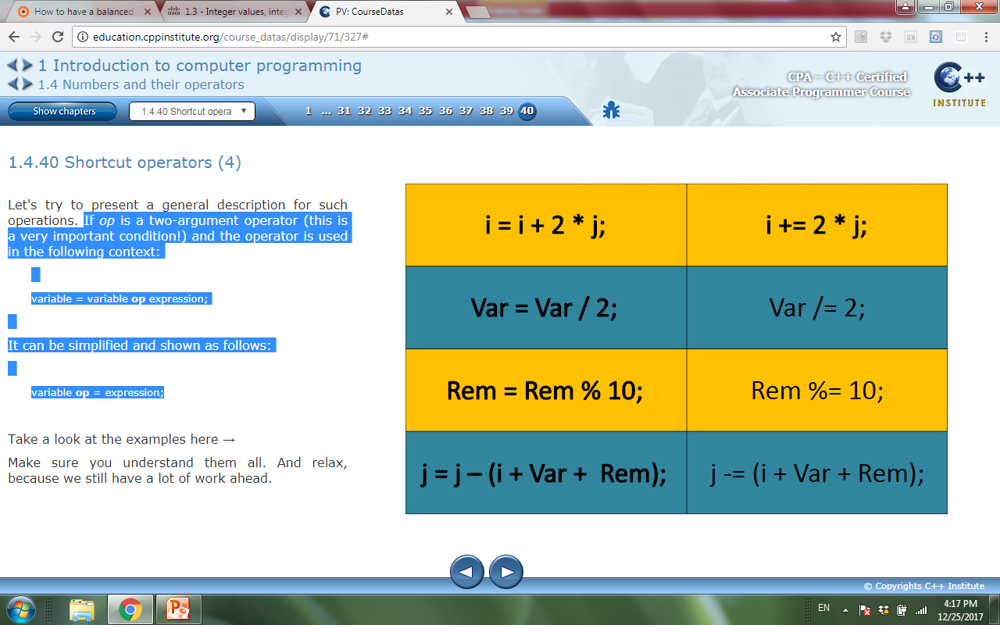 How to have a balanced
1.3 - Integer values, integ
PV: CourseDatas
education.cppinstitute.org/course_datas/display/71/327#
1 Introduction to computer programming
1.4 Numbers and their operators
CPA – C++ Certified
Associate Programmer Course
C++
INSTITUTE
Show chapters
1.4.40 Shortcut opera
1 ... 31 32 33 34 35 36 37 38 39 40
1.4.40 Shortcut operators (4)
Let's try to present a general description for such
operations. If op is a two-argument operator (this is
a very important condition!) and the operator is used
in the following context:
variable = variable op expression;
It can be simplified and shown as follows:
variable op = expression;
Take a look at the examples here →
Make sure you understand them all. And relax,
because we still have a lot of work ahead.
i = i + 2 * j; i += 2 * j;
Var = Var / 2; Var /= 2;
Rem = Rem % 10; Rem %= 10;
j = j – (i + Var + Rem); j -= (i + Var + Rem);
© Copyrights C++ Institute
EN
4:17 PM
12/25/2017